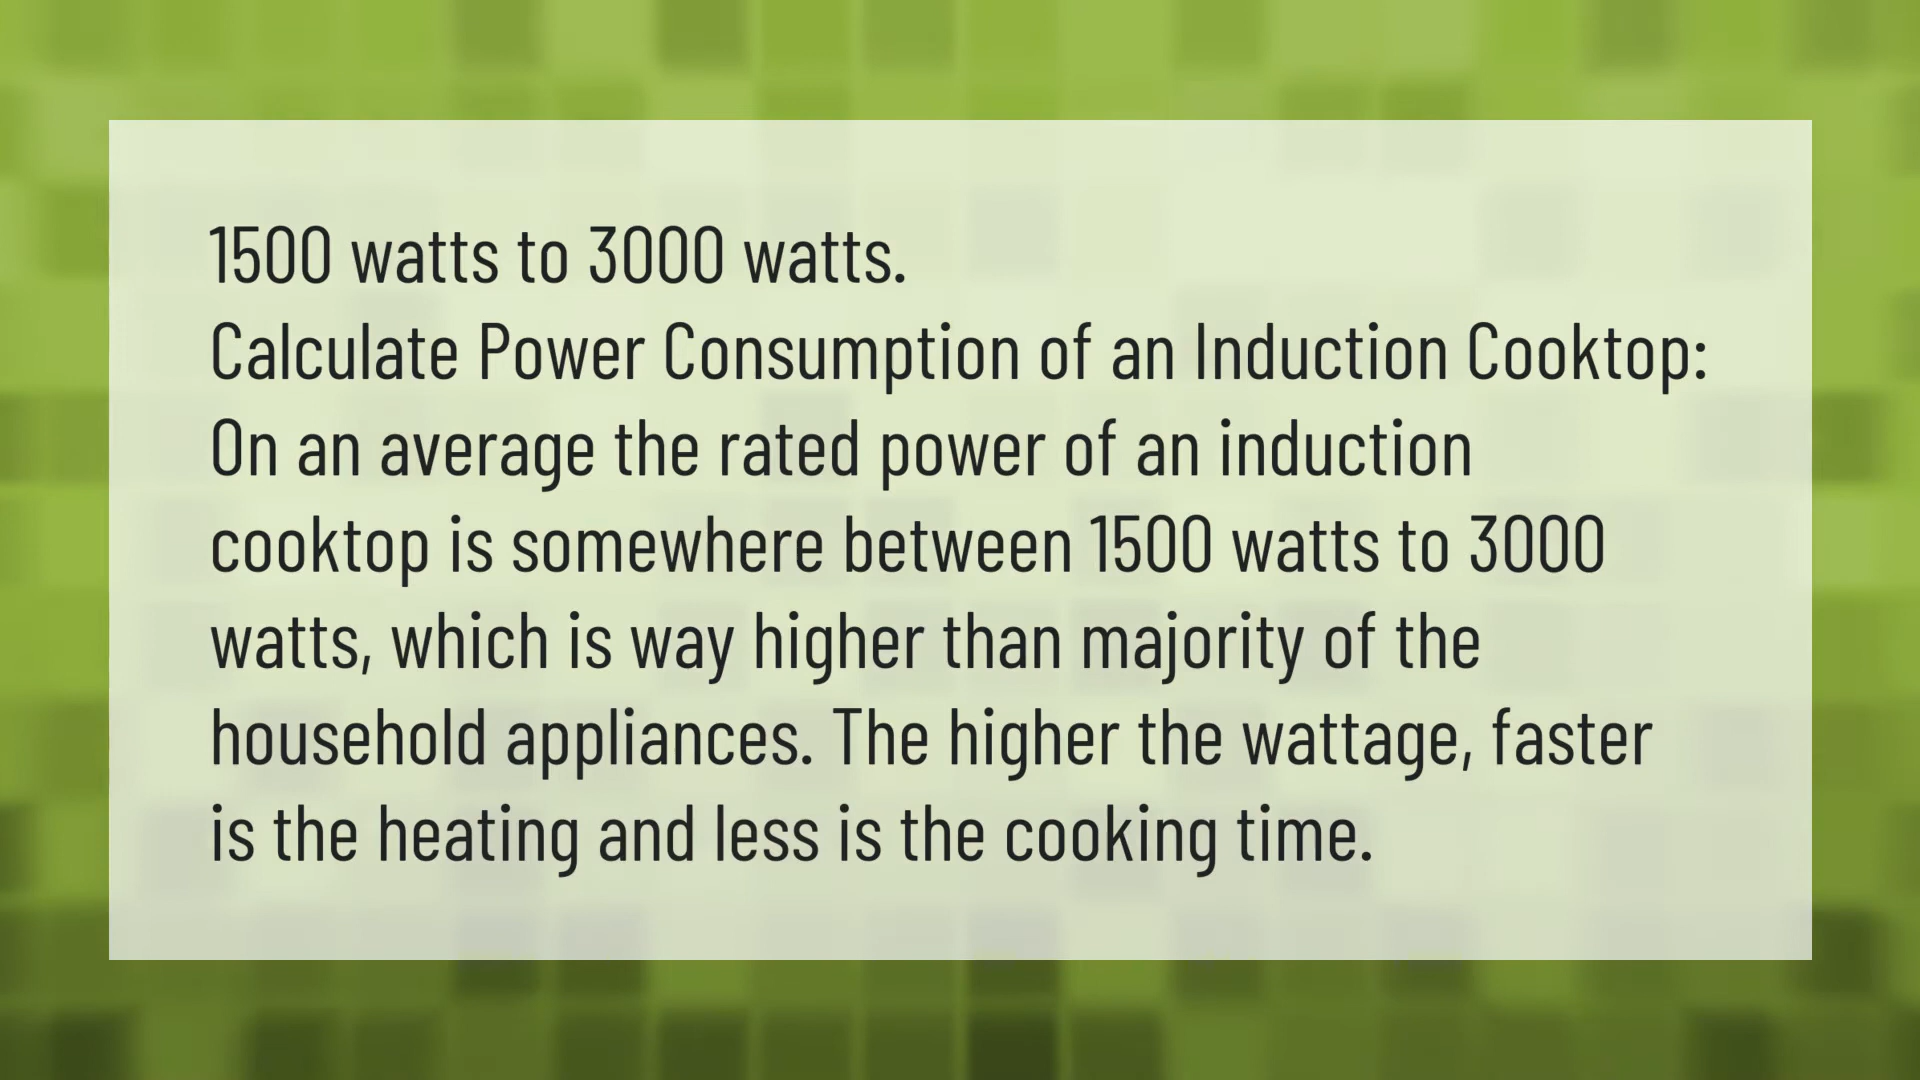 1500 watts to 3000 watts.
Calculate Power Consumption of an Induction Cooktop:
On an average the rated power of an induction
cooktop is somewhere between 1500 watts to 3000
watts, which is way higher than majority of the
household appliances. The higher the wattage, faster
is the heating and less is the cooking time.